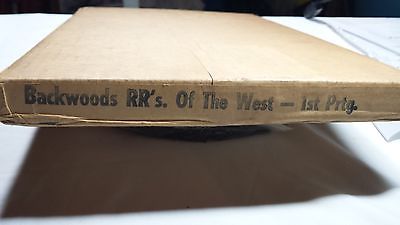 Backwoods RR's. Of The West — 1st Prtg.